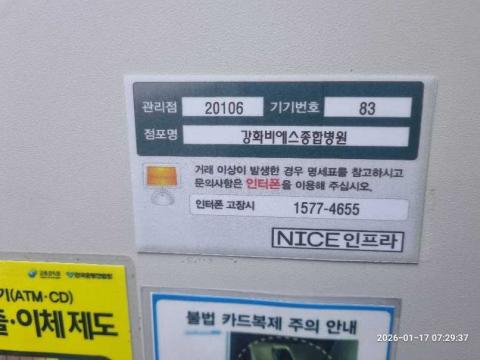 관리점 20106 기기번호 83
점포명 강화비에스종합병원
거래 이상이 발생한 경우 명세표를 참고하시고
문의사항은 인터폰을 이용해 주십시오.
인터폰 고장시 1577-4655
NICE인프라
기(ATM·CD)
출·이체 제도
불법 카드복제 주의 안내
2026-01-17 07:29:37